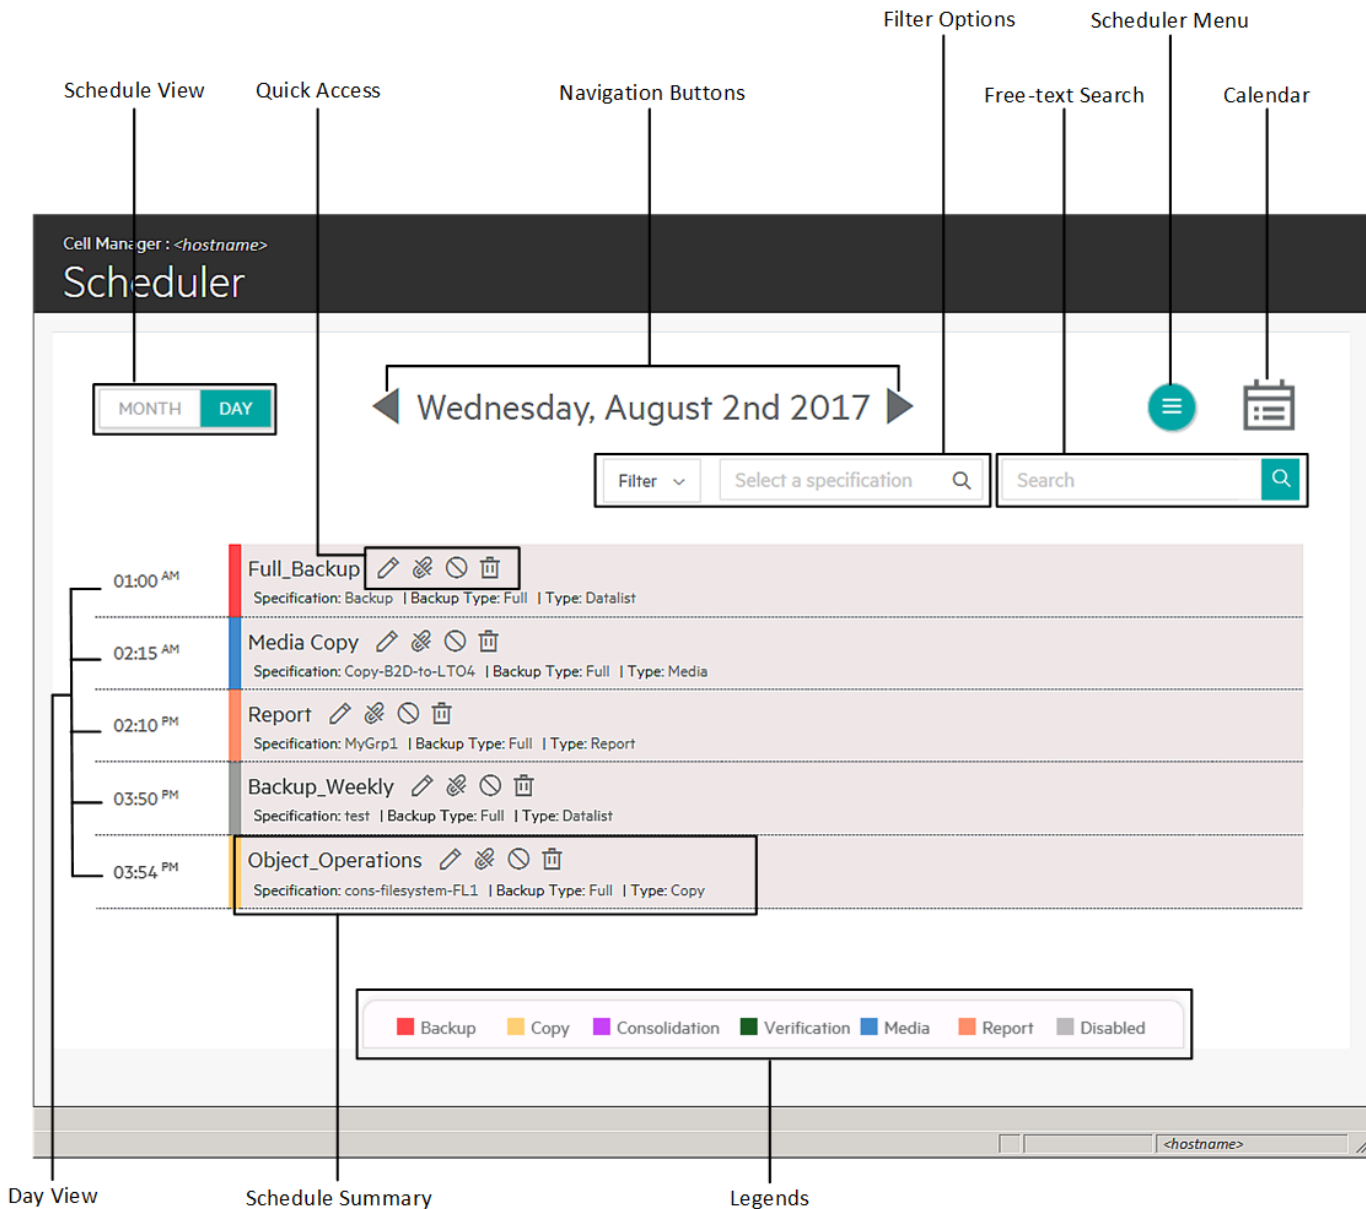 Filter Options
Scheduler Menu
Schedule View
Quick Access
Navigation Buttons
Free-text Search
Calendar
Cell Manager : <hostname>
Scheduler
MONTH
DAY
Wednesday, August 2nd 2017
Filter
Select a specification
Search
01:00 AM
Full_Backup
Specification: Backup | Backup Type: Full | Type: Datalist
02:15 AM
Media Copy
Specification: Copy-B2D-to-LTO4 | Backup Type: Full | Type: Media
02:10 PM
Report
Specification: MyGrp1 | Backup Type: Full | Type: Report
03:50 PM
Backup_Weekly
Specification: test | Backup Type: Full | Type: Datalist
03:54 PM
Object_Operations
Specification: cons-filesystem-FL1 | Backup Type: Full | Type: Copy
Backup
Copy
Consolidation
Verification
Media
Report
Disabled
<hostname>
Day View
Schedule Summary
Legends